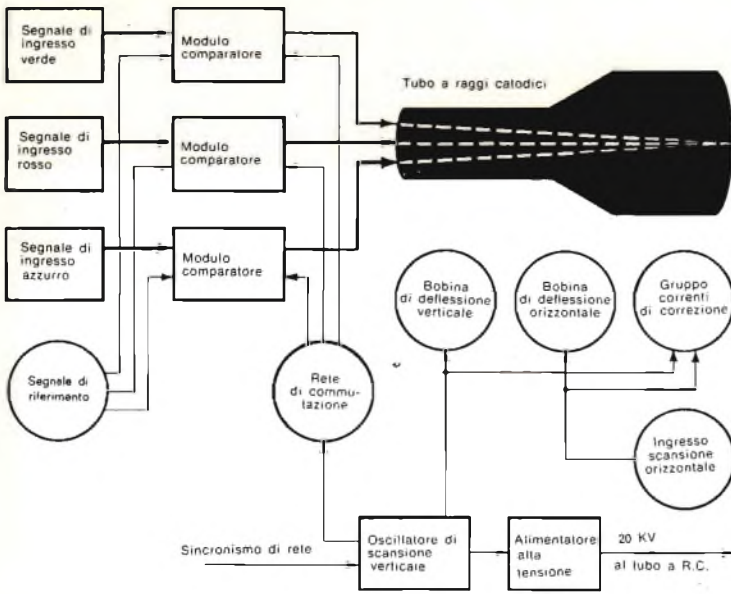 Segnale di
ingresso
verde
Modulo
comparatore
Tubo a raggi catodici
Segnale di
ingresso
rosso
Modulo
comparatore
Segnale di
ingresso
azzurro
Modulo
comparatore
Bobina
di deflessione
verticale
Bobina
di deflessione
orizzontale
Gruppo
correnti
di correzione
Segnale di
riferimento
Rete
di commu-
tazione
Ingresso
scansione
orizzontale
Sincronismo di rete
Oscillatore di
scansione
verticale
Alimentatore
alta
tensione
20 KV
al tubo a R.C.